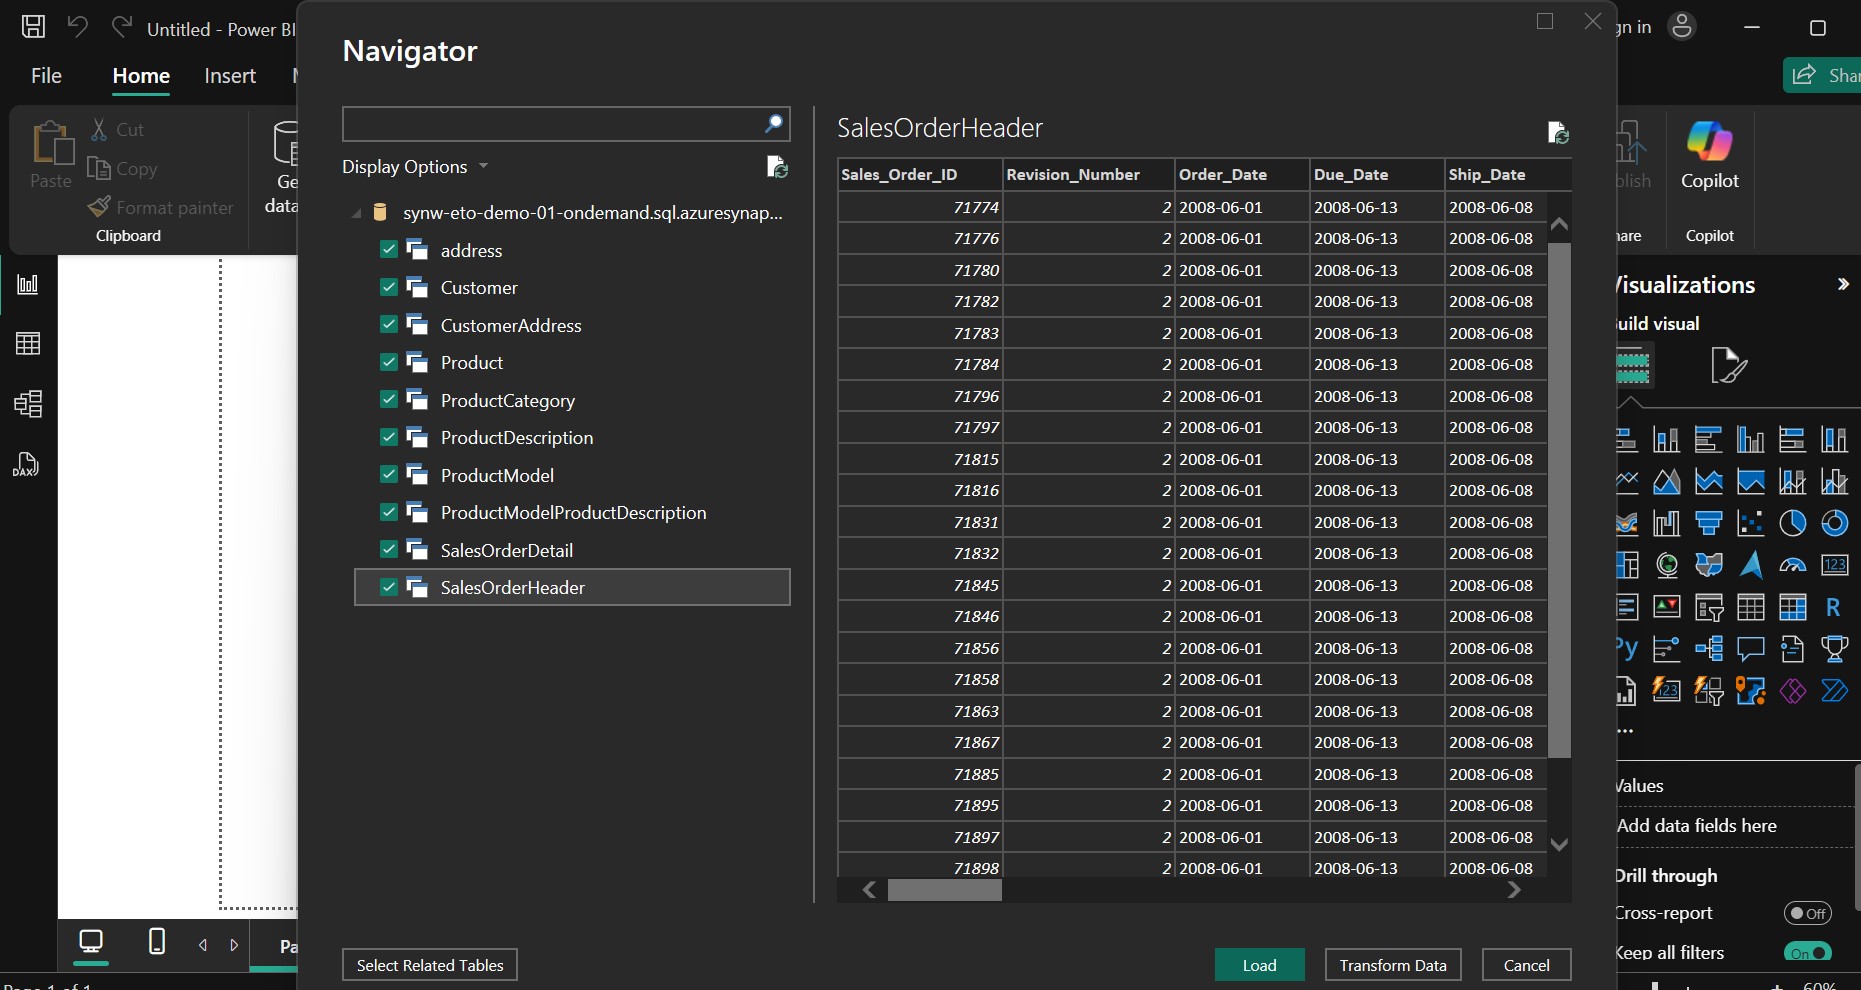 Untitled - Power BI
Navigator
gn in
File
Home
Insert
Shar
Paste
Cut
Copy
Format painter
Clipboard
Ge
data
Display Options
synw-eto-demo-01-ondemand.sql.azuresynap...
address
Customer
CustomerAddress
Product
ProductCategory
ProductDescription
ProductModel
ProductModelProductDescription
SalesOrderDetail
SalesOrderHeader
SalesOrderHeader
Sales_Order_ID Revision_Number Order_Date Due_Date Ship_Date
71774 2 2008-06-01 2008-06-13 2008-06-08
71776 2 2008-06-01 2008-06-13 2008-06-08
71780 2 2008-06-01 2008-06-13 2008-06-08
71782 2 2008-06-01 2008-06-13 2008-06-08
71783 2 2008-06-01 2008-06-13 2008-06-08
71784 2 2008-06-01 2008-06-13 2008-06-08
71796 2 2008-06-01 2008-06-13 2008-06-08
71797 2 2008-06-01 2008-06-13 2008-06-08
71815 2 2008-06-01 2008-06-13 2008-06-08
71816 2 2008-06-01 2008-06-13 2008-06-08
71831 2 2008-06-01 2008-06-13 2008-06-08
71832 2 2008-06-01 2008-06-13 2008-06-08
71845 2 2008-06-01 2008-06-13 2008-06-08
71846 2 2008-06-01 2008-06-13 2008-06-08
71856 2 2008-06-01 2008-06-13 2008-06-08
71858 2 2008-06-01 2008-06-13 2008-06-08
71863 2 2008-06-01 2008-06-13 2008-06-08
71867 2 2008-06-01 2008-06-13 2008-06-08
71885 2 2008-06-01 2008-06-13 2008-06-08
71895 2 2008-06-01 2008-06-13 2008-06-08
71897 2 2008-06-01 2008-06-13 2008-06-08
71898 2 2008-06-01 2008-06-13 2008-06-08
Select Related Tables
Load
Transform Data
Cancel
blish
Copilot
hare
Copilot
Visualizations
uild visual
123
R
Py
123
...
Values
Add data fields here
Drill through
Cross-report
Off
Keep all filters
On
DAX
Pa
Page 1 of 1
60%